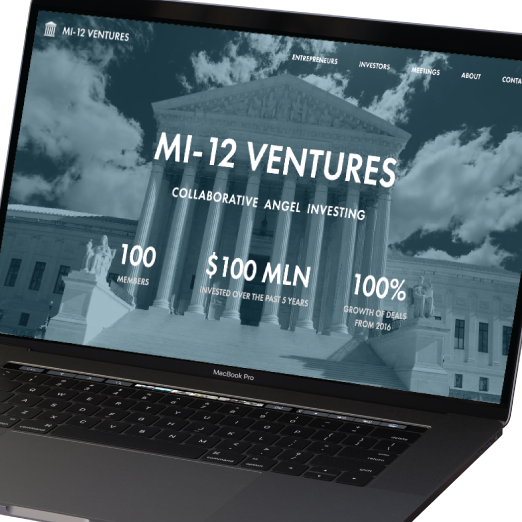 MI-12 VENTURES
ENTREPRENEURS
INVESTORS
MEETINGS
ABOUT
CONTA
MI-12 VENTURES
COLLABORATIVE ANGEL INVESTING
100
MEMBERS
$100 MLN
INVESTED OVER THE PAST 5 YEARS
100%
GROWTH OF DEALS
FROM 2016
MacBook Pro